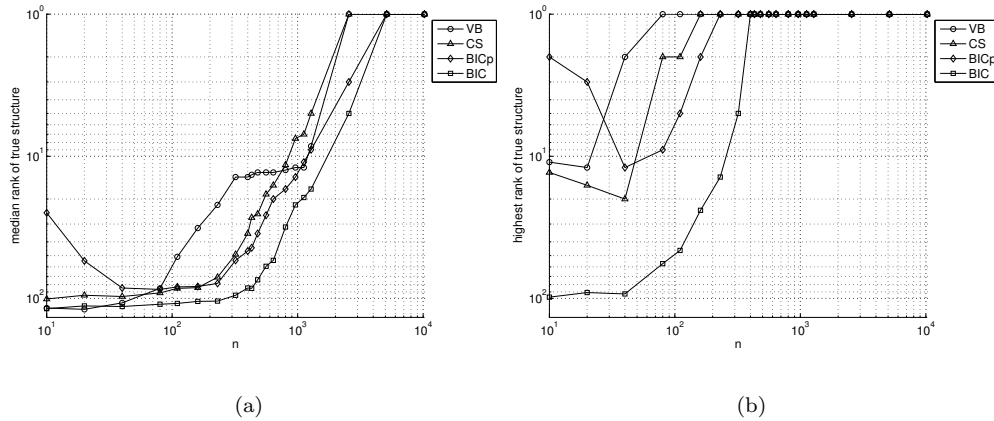 median rank of true structure
10^0
10^1
10^2
10^1
10^2
10^3
10^4
n
VB
CS
BICp
BIC
(a)
highest rank of true structure
10^0
10^1
10^2
10^1
10^2
10^3
10^4
n
VB
CS
BICp
BIC
(b)